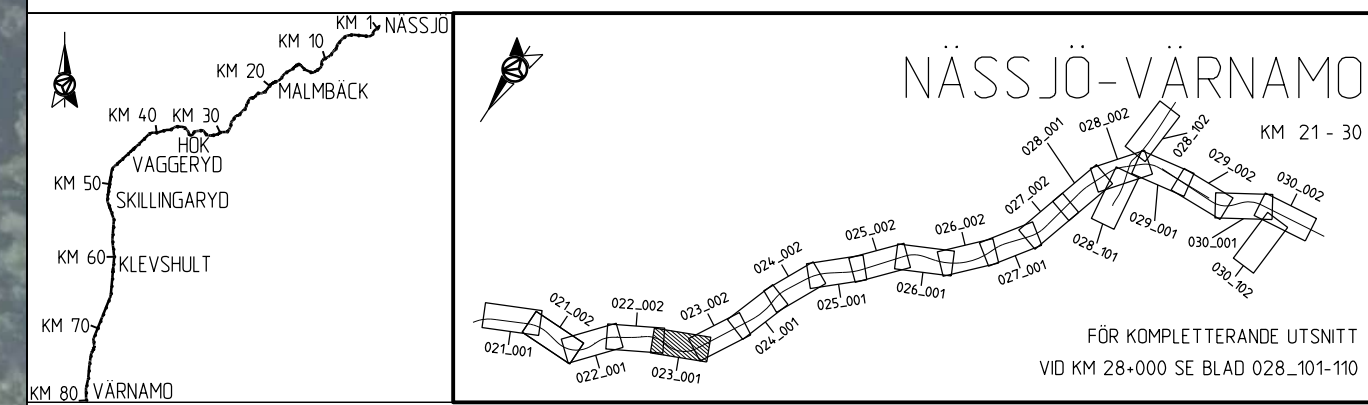 KM 1
NÄSSJÖ
KM 10
KM 20
MALMBÄCK
KM 40
KM 30
HOK
VAGGERYD
KM 50
SKILLINGARYD
KM 60
KLEVSHULT
KM 70
KM 80
VÄRNAMO
NÄSSJÖ-VÄRNAMO
KM 21 - 30
028_001
028_002
028_102
029_002
030_002
027_002
026_002
025_002
024_002
028_101
029_001
030_001
030_102
027_001
026_001
025_001
024_001
023_002
022_002
021_002
021_001
022_001
023_001
FÖR KOMPLETTERANDE UTSNITT
VID KM 28+000 SE BLAD 028_101-110